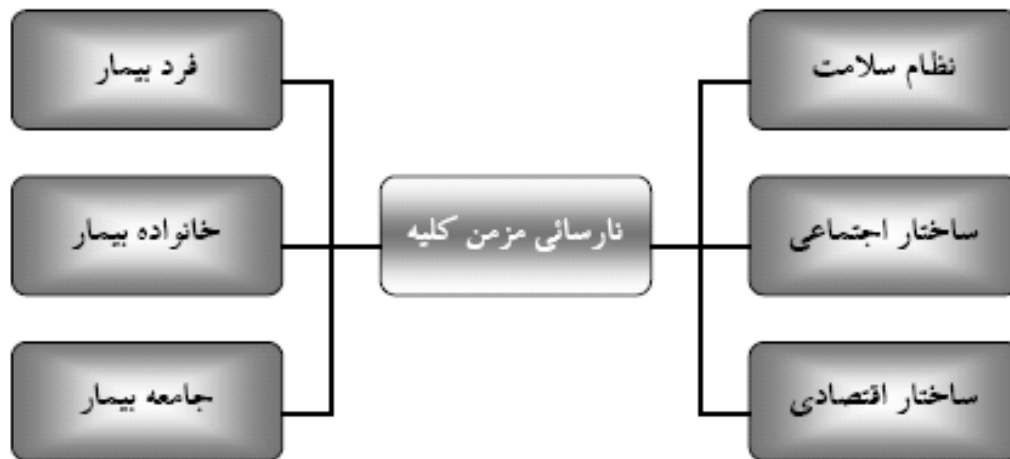 نظام سلامت
ساختار اجتماعی
ساختار اقتصادی
نارسائی مزمن کلیه
فرد بیمار
خانواده بیمار
جامعه بیمار